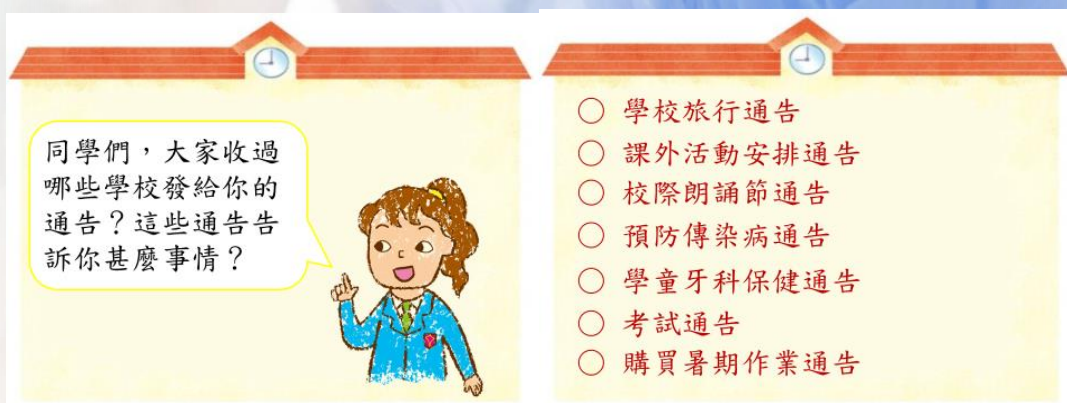 同學們，大家收過
哪些學校發給你的
通告？這些通告告
訴你甚麼事情？
○ 學校旅行通告
○ 課外活動安排通告
○ 校際朗誦節通告
○ 預防傳染病通告
○ 學童牙科保健通告
○ 考試通告
○ 購買暑期作業通告